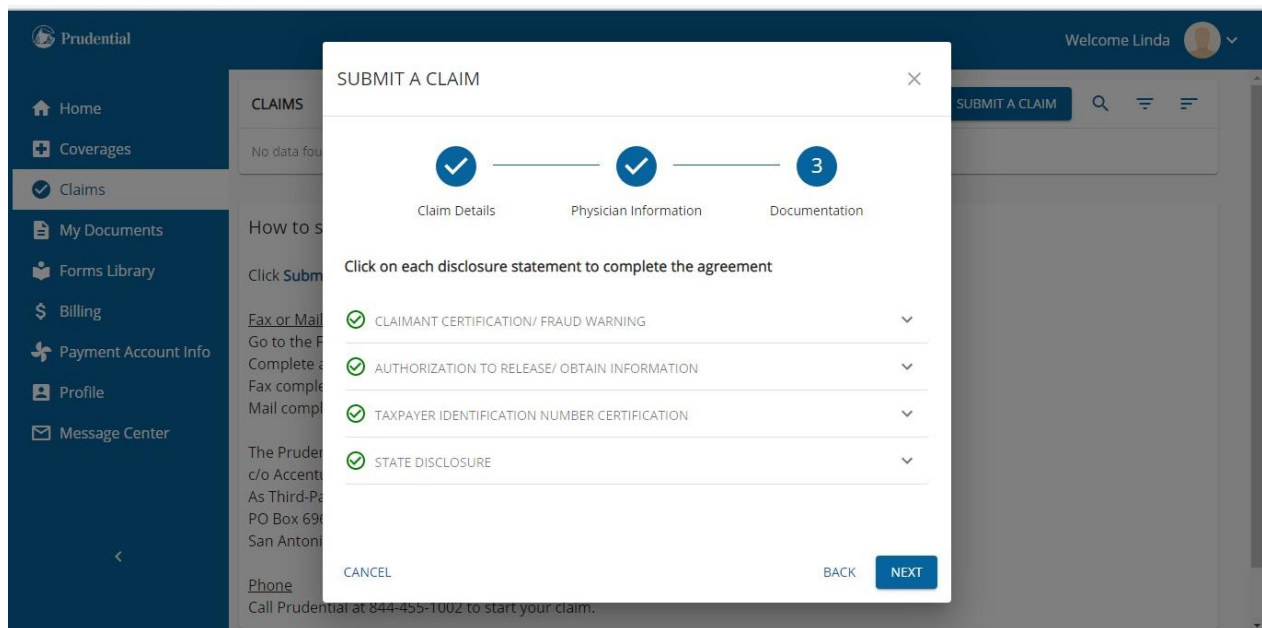 Prudential
Welcome Linda
Home
Coverages
Claims
My Documents
Forms Library
Billing
Payment Account Info
Profile
Message Center
CLAIMS
SUBMIT A CLAIM
No data fou
How to s
Click Subm
Fax or Mail
Go to the F
Complete a
Fax comple
Mail compl
The Pruden
c/o Accentu
As Third-Pa
PO Box 696
San Antoni
Phone
Call Prudential at 844-455-1002 to start your claim.
SUBMIT A CLAIM
3
Claim Details Physician Information Documentation
Click on each disclosure statement to complete the agreement
CLAIMANT CERTIFICATION/ FRAUD WARNING
AUTHORIZATION TO RELEASE/ OBTAIN INFORMATION
TAXPAYER IDENTIFICATION NUMBER CERTIFICATION
STATE DISCLOSURE
CANCEL BACK NEXT